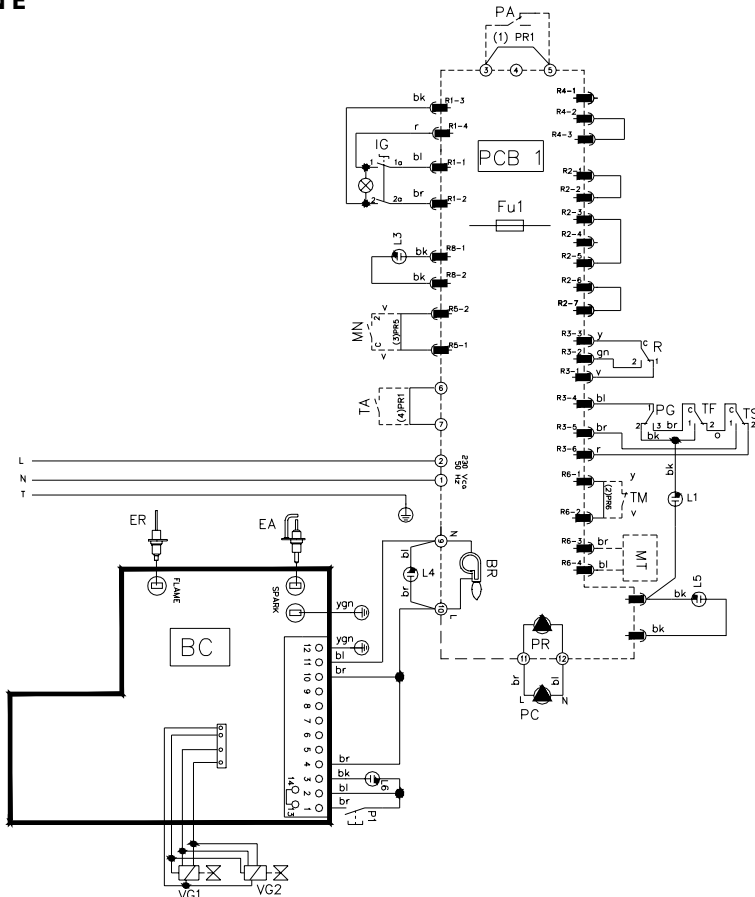 PA
(1) PR1
3 4 5
bk R1-3
r R1-4
IG
1 1a bl R1-1
2 2a br R1-2
PCB 1
Fu1
L3
bk R8-1
bk R8-2
MN
v R5-2
2
(3)PR5
C
v R5-1
TA
(4)PR1
6
7
L 2
N 1
T
230 Vca
50 Hz
R4-1
R4-2
R4-3
R2-1
R2-2
R2-3
R2-4
R2-5
R2-6
R2-7
R3-3 y
R3-2 gn
R3-1 v
C R
2 1
R3-4 bl
R3-5 br
R3-6 r
1 PG C TF C TS
2 3 br 1 2 1 2
bk o
bk
L1
R6-1 y
(2)PR6 TM
R6-2 v
R6-3 br
R6-4 bl
MT
bk L5
bk
ER
EA
FLAME
SPARK
ygn
ygn
BC
9 N
bl
L4
br
10 L
BR
PR
11 12
br bl
L N
PC
12
11 bl
10 br
9
8
7
6
5
4 br
3 bk L6
2 bl
1 br P1
14
13
VG1
VG2